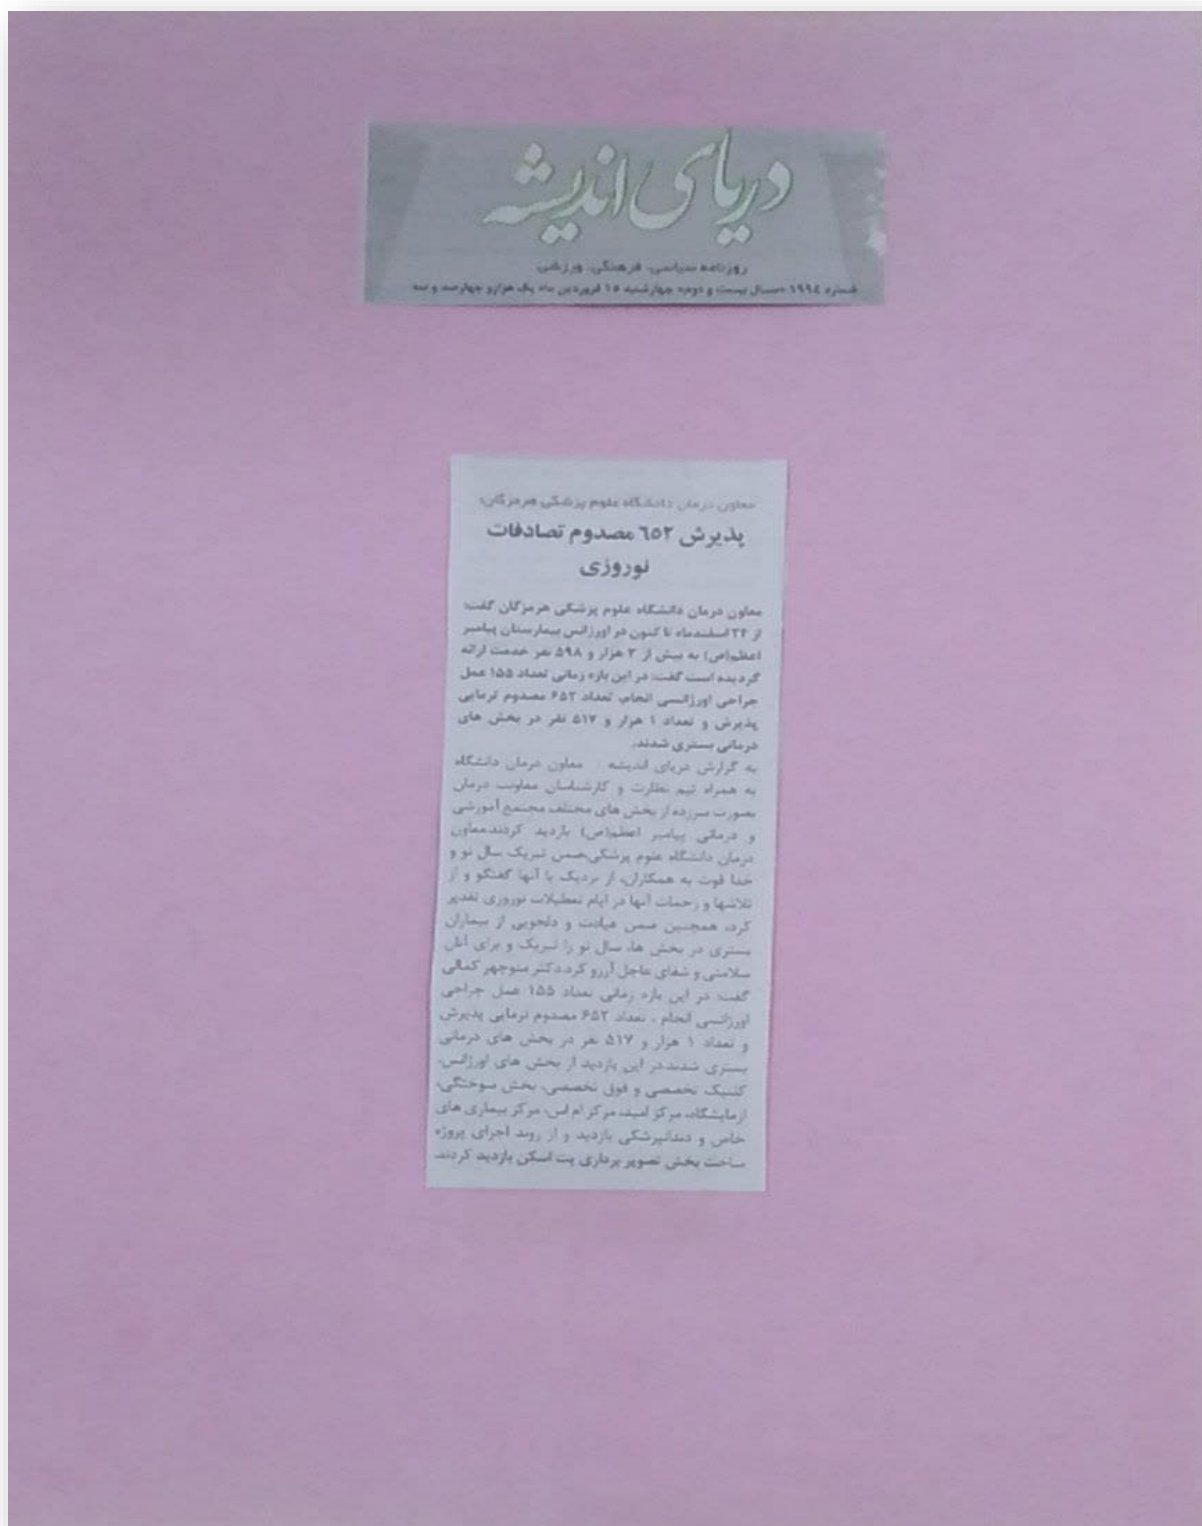 دریای اندیشه
روزنامه سیاسی، فرهنگی، ورزشی
شماره ۱۹۹٤ سال بیست و دوم چهارشنبه ۱۵ فروردین ماه یک هزارو چهارصد و سه
معاون درمان دانشگاه علوم پزشکی هرمزگان:
پذیرش ٦٥٢ مصدوم تصادفات
نوروزی
معاون درمان دانشگاه علوم پزشکی هرمزگان گفت:
از ۲۴ اسفندماه تا کنون در اورژانس بیمارستان پیامبر
اعظم(ص) به بیش از ۳ هزار و ۵۹۸ نفر خدمت ارائه
گردیده است گفت: در این بازه زمانی تعداد ۱۵۵ عمل
جراحی اورژانسی انجام، تعداد ۶۵۲ مصدوم ترمایی
پذیرش و تعداد ۱ هزار و ۵۱۷ نفر در بخش های
درمانی بستری شدند.
به گزارش دریای اندیشه معاون درمان دانشگاه
به همراه تیم نظارت و کارشناسان معاونت درمان
بصورت سرزده از بخش های مختلف مجتمع آموزشی
و درمانی پیامبر اعظم(ص) بازدید کردند.معاون
درمان دانشگاه علوم پزشکی،ضمن تبریک سال نو و
خدا قوت به همکاران، از نزدیک با آنها گفتگو و از
تلاشها و زحمات آنها در ایام تعطیلات نوروزی تقدیر
کرد، همچنین ضمن عیادت و دلجویی از بیماران
بستری در بخش ها، سال نو را تبریک و برای آنان
سلامتی و شفای عاجل آرزو کرد.دکتر منوچهر کمالی
گفت: در این بازه زمانی تعداد ۱۵۵ عمل جراحی
اورژانسی انجام ، تعداد ۶۵۲ مصدوم ترمایی پذیرش
و تعداد ۱ هزار و ۵۱۷ نفر در بخش های درمانی
بستری شدند.در این بازدید از بخش های اورژانس،
کلینیک تخصصی و فوق تخصصی، بخش سوختگی،
آزمایشگاه، مرکز امید، مرکز ام اس، مرکز بیماری های
خاص و دندانپزشکی بازدید و از روند اجرای پروژه
ساخت بخش تصویر برداری پت اسکن بازدید کردند.